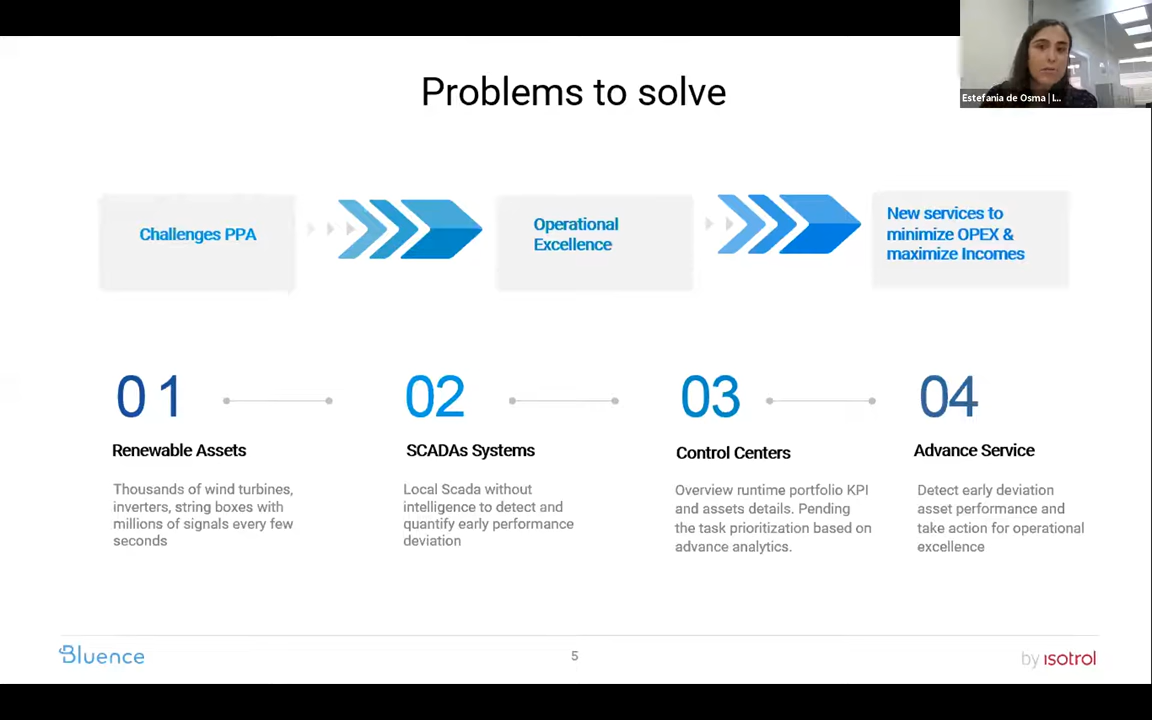 Estefania de Osma | I...
Problems to solve
Challenges PPA
Operational
Excellence
New services to
minimize OPEX &
maximize Incomes
01
Renewable Assets
Thousands of wind turbines,
inverters, string boxes with
millions of signals every few
seconds
02
SCADAs Systems
Local Scada without
intelligence to detect and
quantify early performance
deviation
03
Control Centers
Overview runtime portfolio KPI
and assets details. Pending
the task prioritization based on
advance analytics.
04
Advance Service
Detect early deviation
asset performance and
take action for operational
excellence
Bluence
5
by isotrol